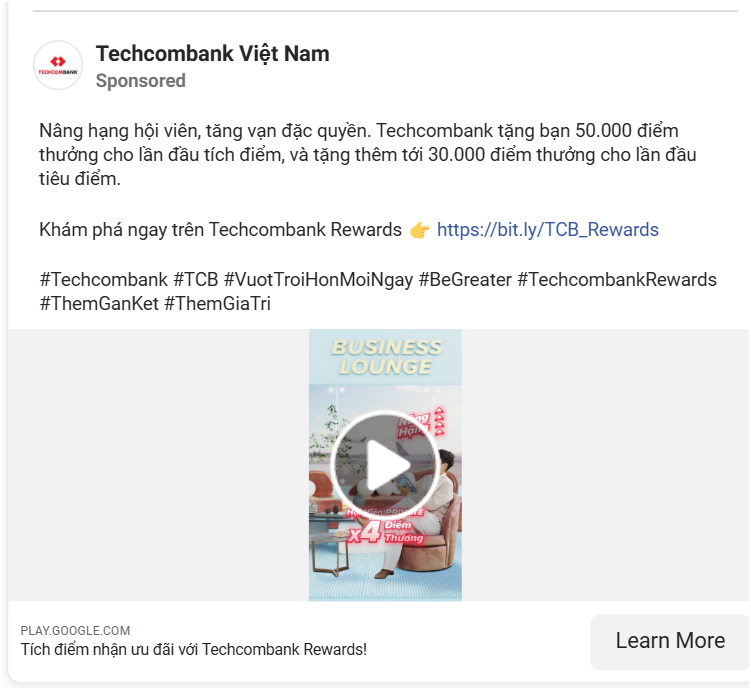 Techcombank Việt Nam
TECHCOMBANK
Sponsored
Nâng hạng hội viên, tăng vạn đặc quyền. Techcombank tặng bạn 50.000 điểm
thưởng cho lần đầu tích điểm, và tặng thêm tới 30.000 điểm thưởng cho lần đầu
tiêu điểm.
Khám phá ngay trên Techcombank Rewards 👉 https://bit.ly/TCB_Rewards
#Techcombank #TCB #VuotTroiHonMoiNgay #BeGreater #TechcombankRewards
#ThemGanKet #ThemGiaTri
BUSINESS
LOUNGE
Nâng
Hạng
Hội Viên PRIVATE
x4 Điểm
Thưởng
PLAY.GOOGLE.COM
Tích điểm nhận ưu đãi với Techcombank Rewards!
Learn More